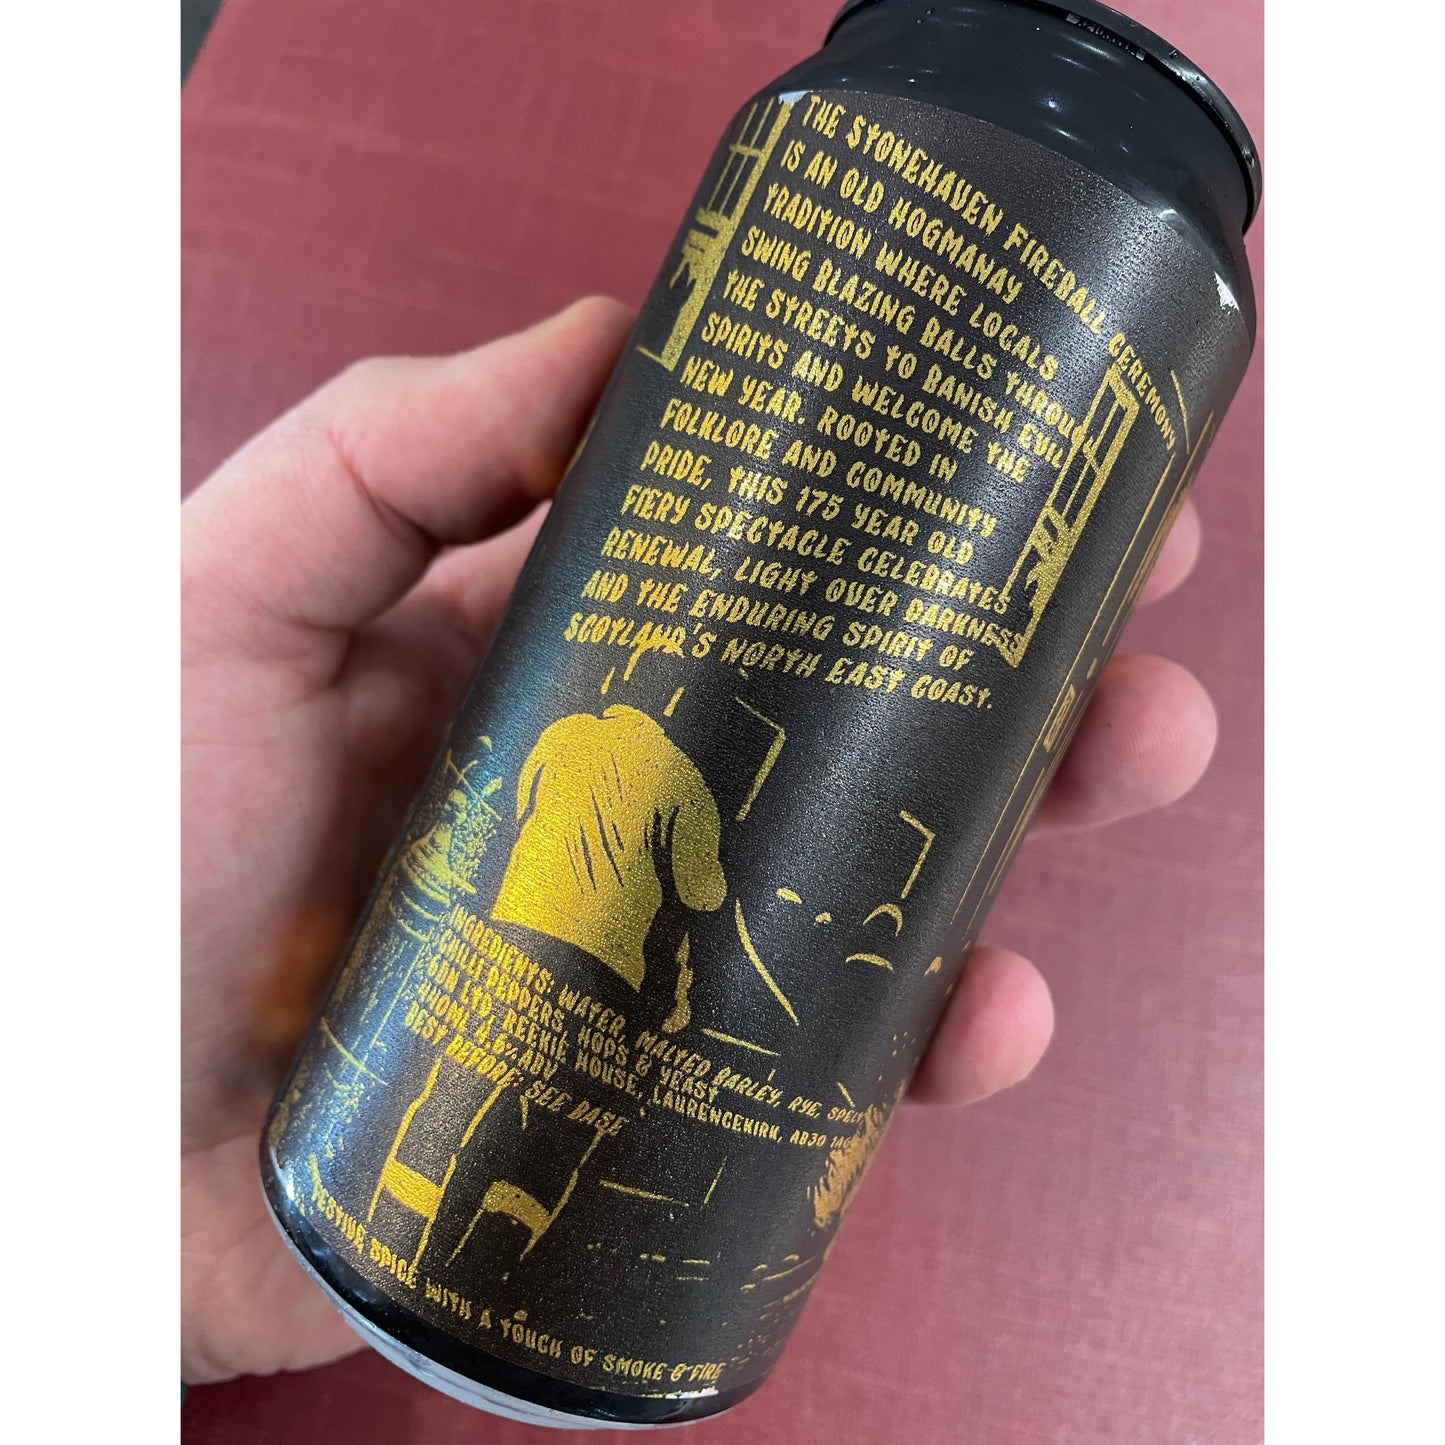 THE STONEHAVEN FIREBALL CEREMONY
IS AN OLD HOGMANAY
TRADITION WHERE LOCALS
SWING BLAZING BALLS THROUGH
THE STREETS TO BANISH EVIL
SPIRITS AND WELCOME THE
NEW YEAR. ROOTED IN
FOLKLORE AND COMMUNITY
PRIDE, THIS 175 YEAR OLD
FIERY SPECTACLE CELEBRATES
RENEWAL, LIGHT OVER DARKNESS
AND THE ENDURING SPIRIT OF
SCOTLAND'S NORTH EAST COAST.
INGREDIENTS: WATER, MALTED BARLEY, RYE, SPELT
CHILLI PEPPERS, HOPS & YEAST
LTD, REEKIE HOUSE, LAURENCEKIRK, AB30
440ML 4.6% ABV
BEST BEFORE: SEE BASE
FESTIVE SPICE WITH A TOUCH OF SMOKE & FIRE